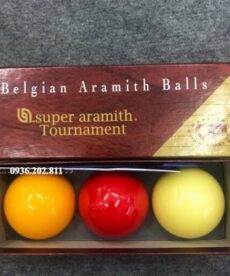 Belgian Aramith Balls
super aramith.
Tournament
0936.202.811